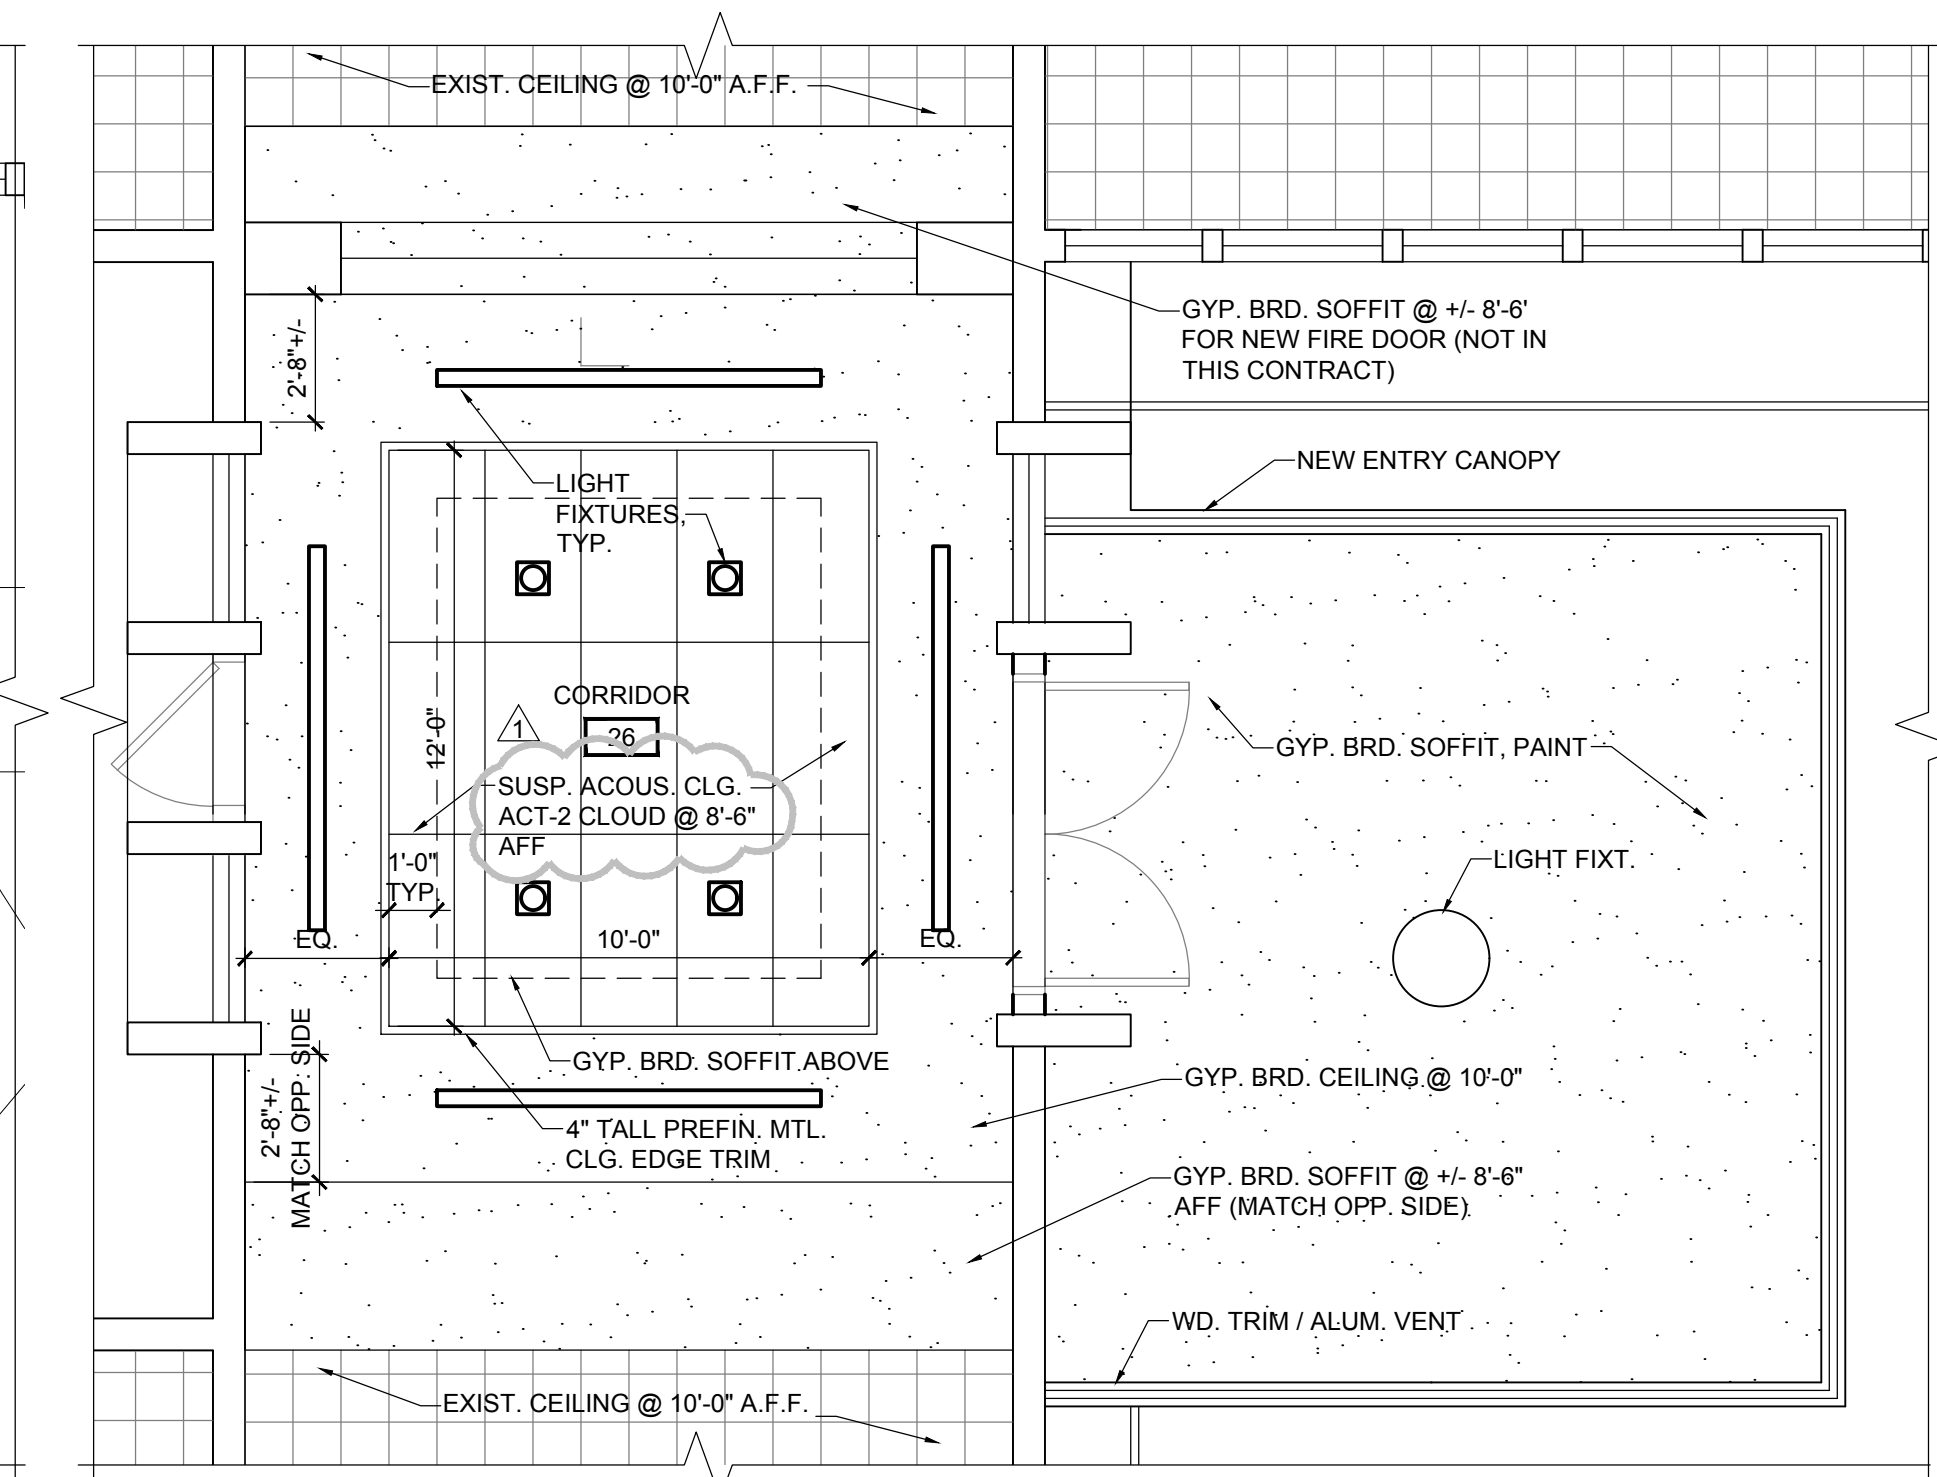 EXIST. CEILING @ 10'-0" A.F.F.
GYP. BRD. SOFFIT @ +/- 8'-6'
FOR NEW FIRE DOOR (NOT IN
THIS CONTRACT)
2'-8"+/-
NEW ENTRY CANOPY
LIGHT
FIXTURES,
TYP.
CORRIDOR
26
1
12'-0"
SUSP. ACOUS. CLG.
ACT-2 CLOUD @ 8'-6"
AFF
GYP. BRD. SOFFIT, PAINT
1'-0"
TYP.
LIGHT FIXT.
EQ.
10'-0"
EQ.
GYP. BRD. SOFFIT ABOVE
2'-8"+/-
MATCH OPP. SIDE
GYP. BRD. CEILING @ 10'-0"
4" TALL PREFIN. MTL.
CLG. EDGE TRIM
GYP. BRD. SOFFIT @ +/- 8'-6"
AFF (MATCH OPP. SIDE)
WD. TRIM / ALUM. VENT
EXIST. CEILING @ 10'-0" A.F.F.